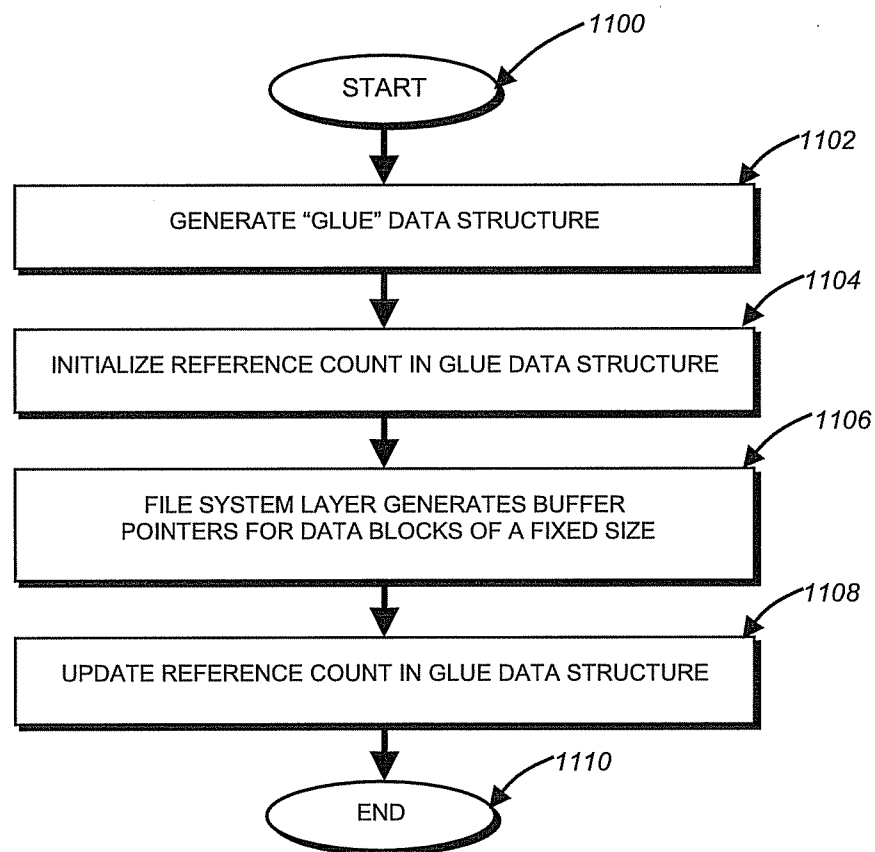 1100
START
1102
GENERATE “GLUE” DATA STRUCTURE
1104
INITIALIZE REFERENCE COUNT IN GLUE DATA STRUCTURE
1106
FILE SYSTEM LAYER GENERATES BUFFER
POINTERS FOR DATA BLOCKS OF A FIXED SIZE
1108
UPDATE REFERENCE COUNT IN GLUE DATA STRUCTURE
1110
END